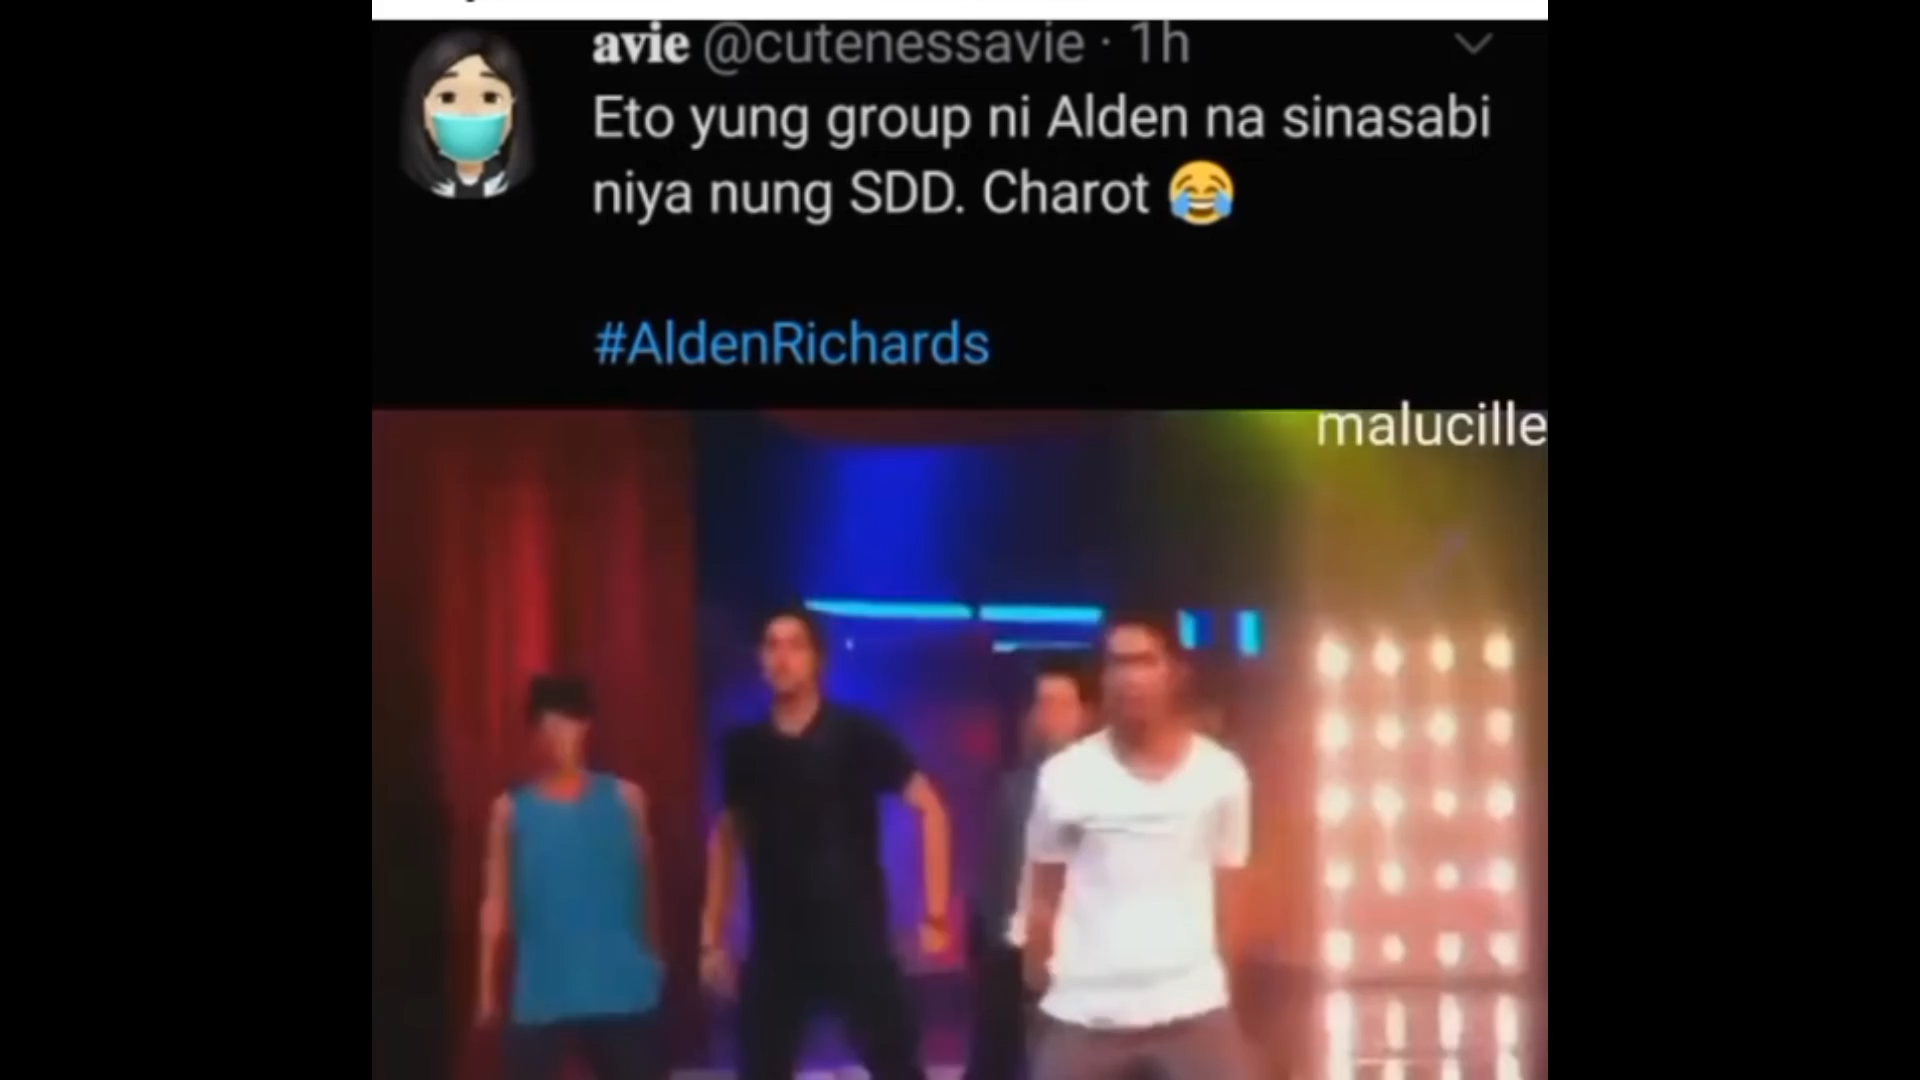 avie @cutenessavie · 1h
Eto yung group ni Alden na sinasabi
niya nung SDD. Charot 😂
#AldenRichards
malucille